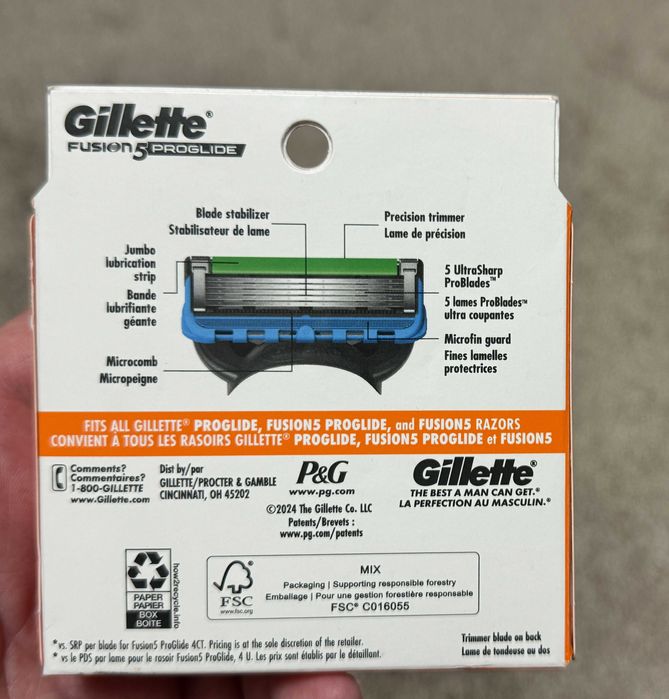 Gillette®
FUSION5 PROGLIDE
Blade stabilizer
Stabilisateur de lame
Precision trimmer
Lame de précision
Jumbo
lubrication
strip
Bande
lubrifiante
géante
5 UltraSharp
ProBlades™
5 lames ProBlades™
ultra coupantes
Microfin guard
Fines lamelles
protectrices
Microcomb
Micropeigne
FITS ALL GILLETTE® PROGLIDE, FUSION5 PROGLIDE, and FUSION5 RAZORS
CONVIENT À TOUS LES RASOIRS GILLETTE® PROGLIDE, FUSION5 PROGLIDE et FUSION5
Comments?
Commentaires?
1-800-GILLETTE
www.Gillette.com
Dist by/par
GILLETTE/PROCTER & GAMBLE
CINCINNATI, OH 45202
P&G
www.pg.com
©2024 The Gillette Co. LLC
Patents/Brevets :
www.pg.com/patents
Gillette®
THE BEST A MAN CAN GET.®
LA PERFECTION AU MASCULIN.®
PAPER
PAPIER
BOX
BOÎTE
how2recycle.info
FSC
www.fsc.org
MIX
Packaging | Supporting responsible forestry
Emballage | Pour une gestion forestière responsable
FSC® C016055
*vs. SRP per blade for Fusion5 ProGlide 4CT. Pricing is at the sole discretion of the retailer.
*vs le PDS par lame pour le rasoir Fusion5 ProGlide, 4 U. Les prix sont établis par le détaillant.
Trimmer blade on back
Lame de tondeuse au dos